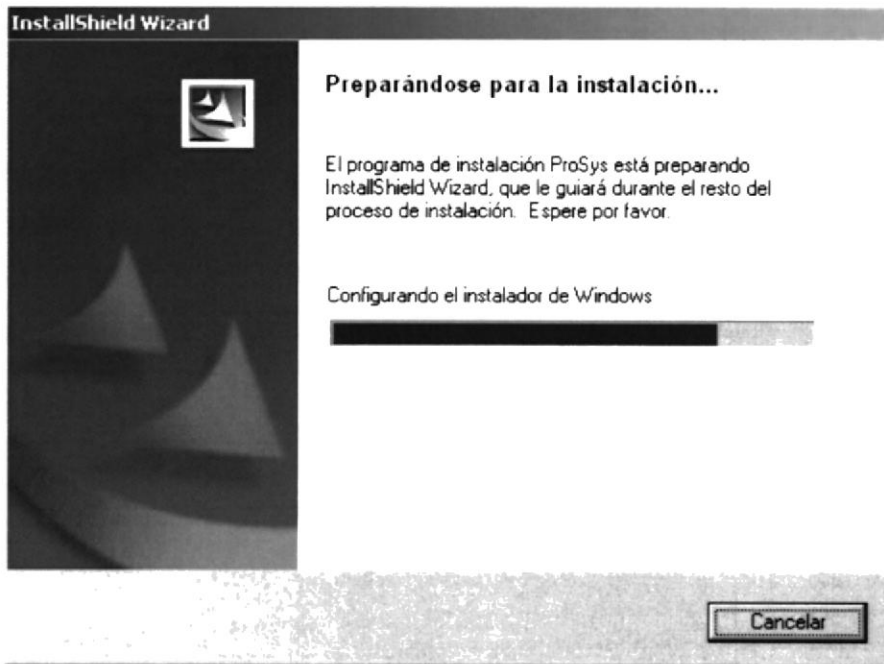 InstallShield Wizard
Preparándose para la instalación...
El programa de instalación ProSys está preparando
InstallShield Wizard, que le guiará durante el resto del
proceso de instalación. Espere por favor.
Configurando el instalador de Windows
Cancelar